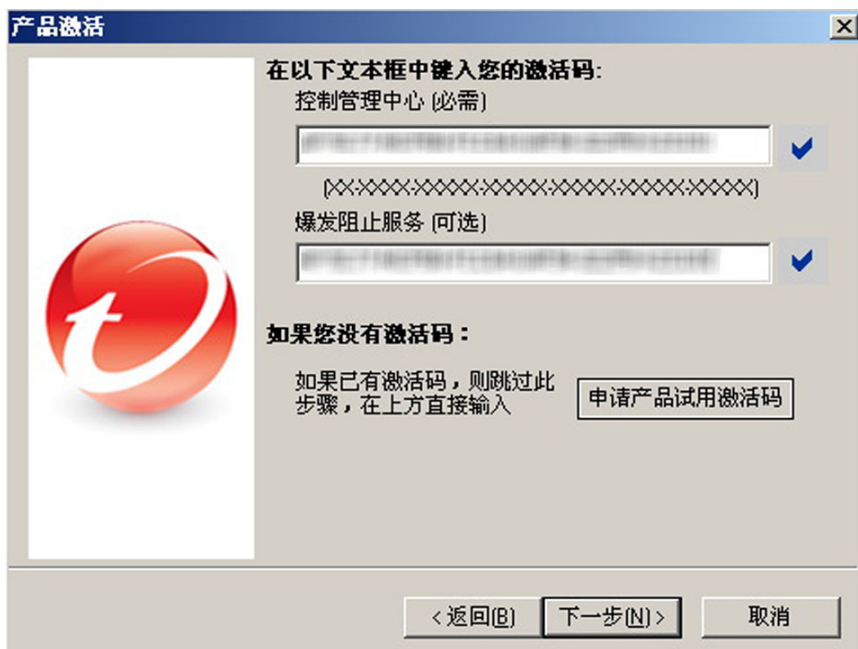 产品激活
在以下文本框中键入您的激活码:
控制管理中心 (必需)
(XX-XXXX-XXXXX-XXXXX-XXXXX-XXXXX-XXXXX)
爆发阻止服务 (可选)
如果您没有激活码：
如果已有激活码，则跳过此
步骤，在上方直接输入
申请产品试用激活码
< 返回(B)
下一步(N) >
取消